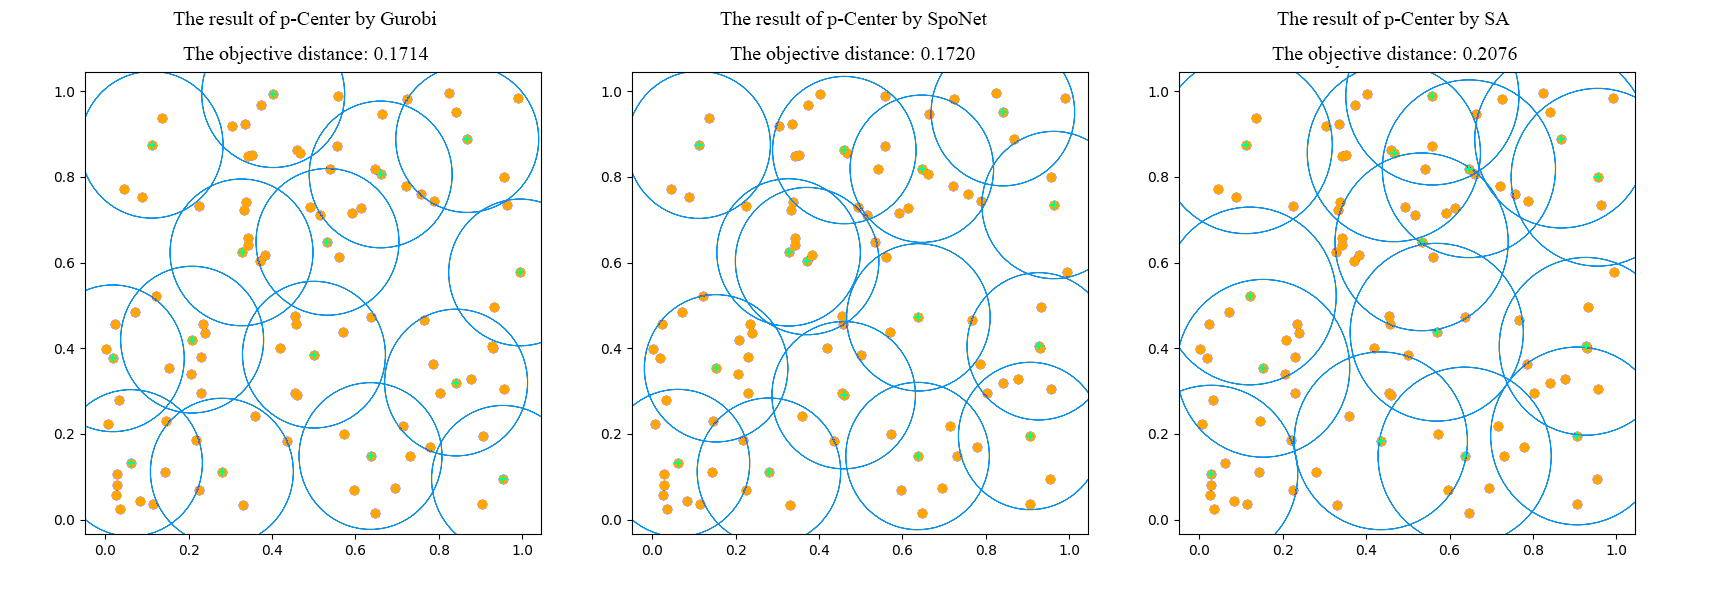 The result of p-Center by Gurobi
The objective distance: 0.1714
1.0
0.8
0.6
0.4
0.2
0.0
0.0 0.2 0.4 0.6 0.8 1.0
The result of p-Center by SpoNet
The objective distance: 0.1720
1.0
0.8
0.6
0.4
0.2
0.0
0.0 0.2 0.4 0.6 0.8 1.0
The result of p-Center by SA
The objective distance: 0.2076
1.0
0.8
0.6
0.4
0.2
0.0
0.0 0.2 0.4 0.6 0.8 1.0